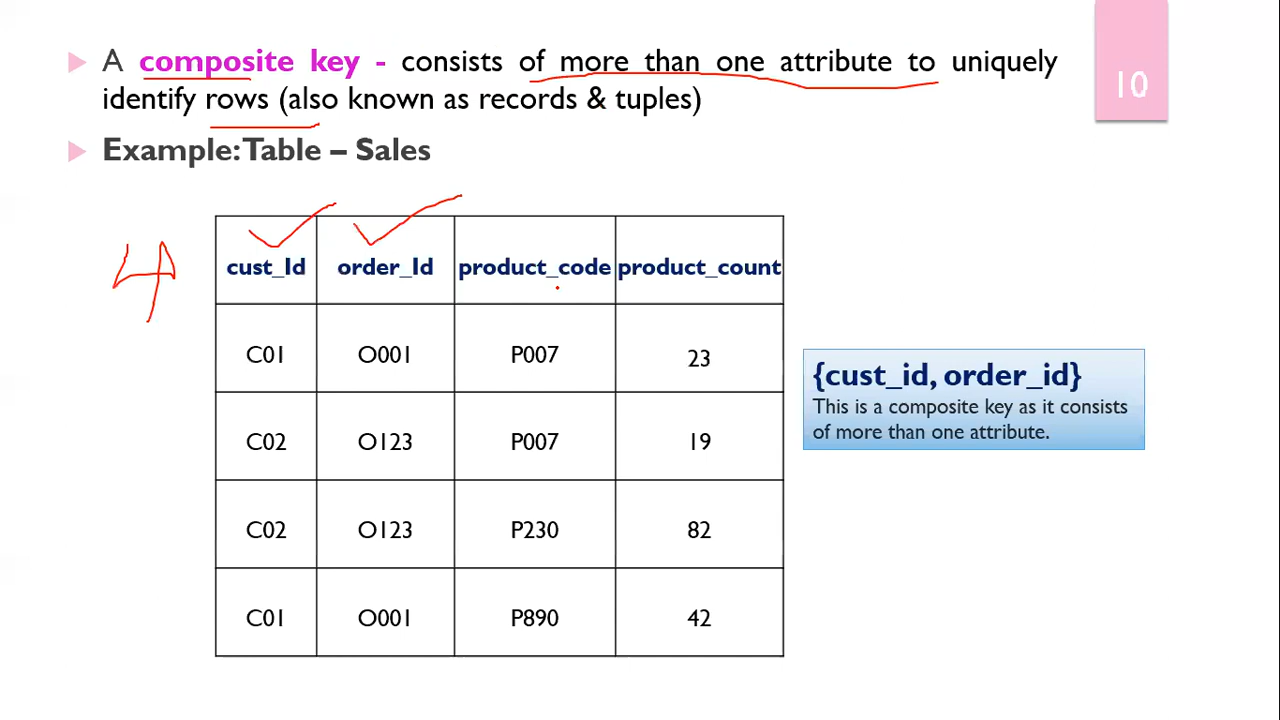 A composite key - consists of more than one attribute to uniquely
identify rows (also known as records & tuples)
10
Example: Table – Sales
4
cust_Id order_Id product_code product_count
C01 O001 P007 23
C02 O123 P007 19
C02 O123 P230 82
C01 O001 P890 42
{cust_id, order_id}
This is a composite key as it consists
of more than one attribute.